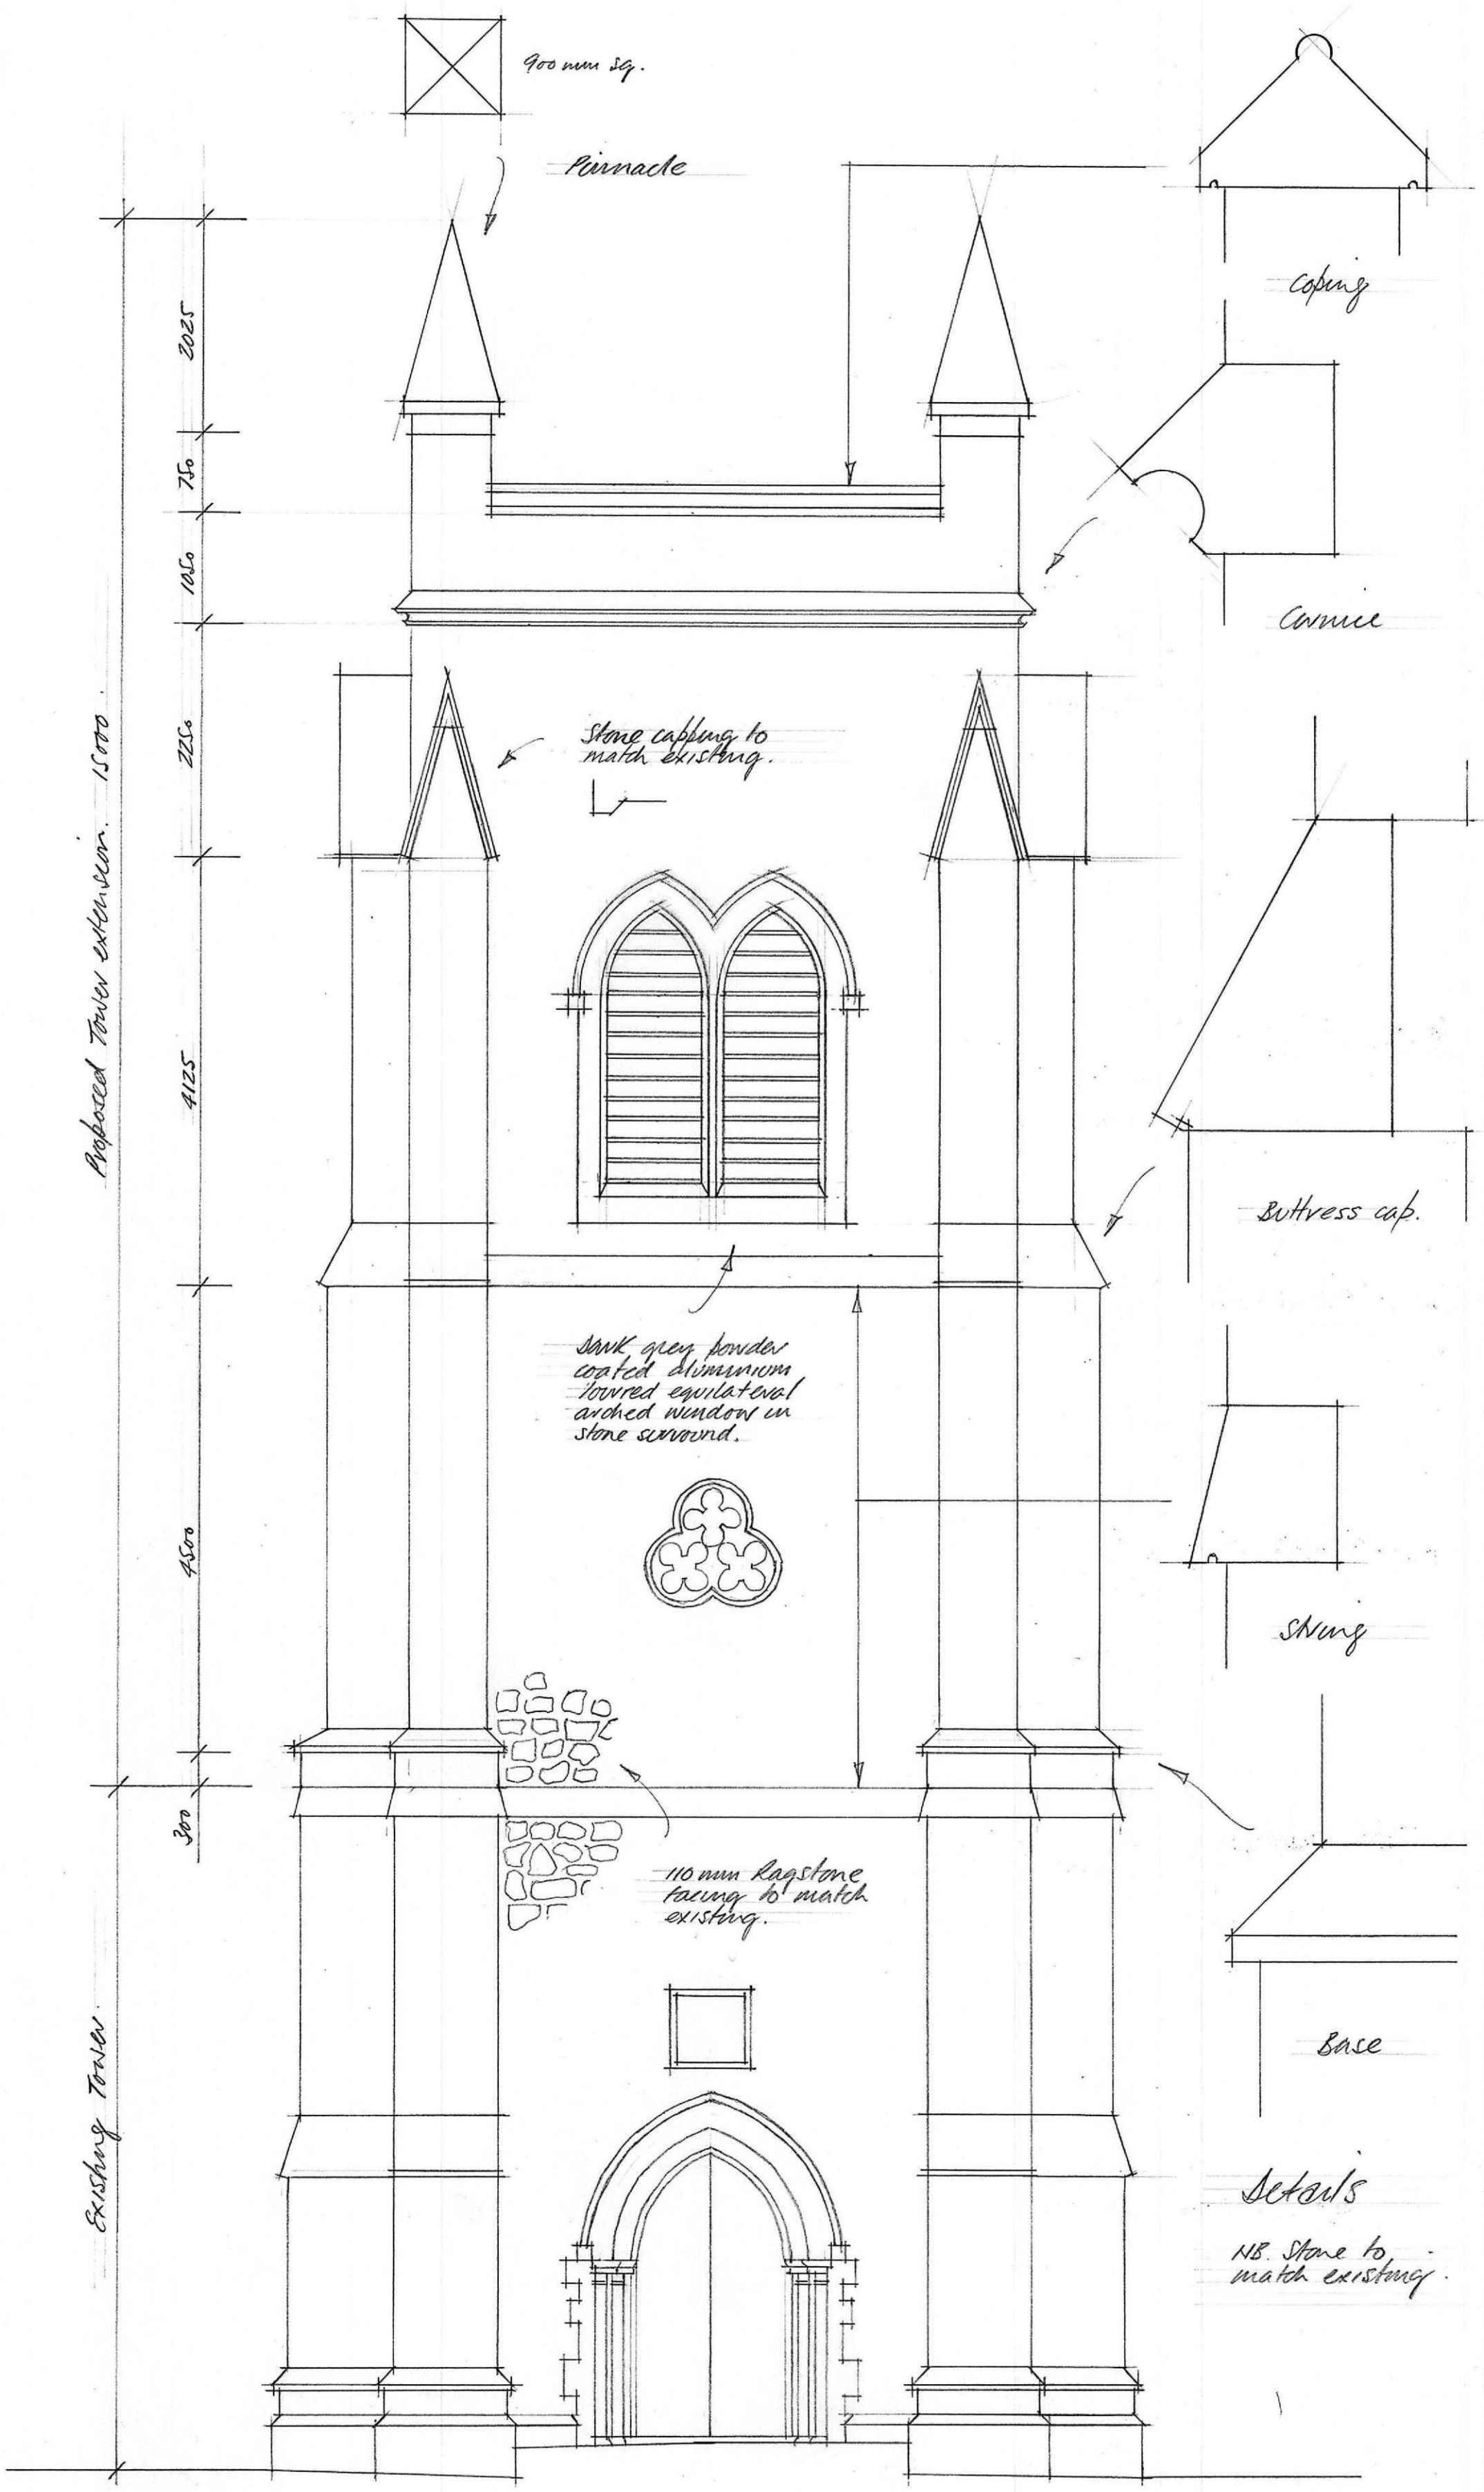 900 mm sq.
Pinnacle
Coping
Cornice
Stone capping to
match existing.
Buttress cap.
Dark grey powder
coated aluminium
louvred equilateral
arched window in
stone surround.
String
110 mm Ragstone
facing to match
existing.
Base
Details
NB. Stone to
match existing.
Proposed Tower extension. 15000.
Existing Tower.
2025
750
1050
2250
4125
4500
300